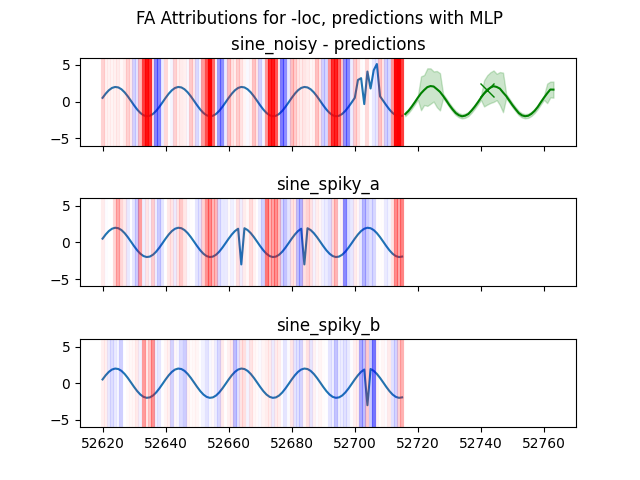 FA Attributions for -loc, predictions with MLP
sine_noisy - predictions
5
0
−5
sine_spiky_a
5
0
−5
sine_spiky_b
5
0
−5
52620 52640 52660 52680 52700 52720 52740 52760